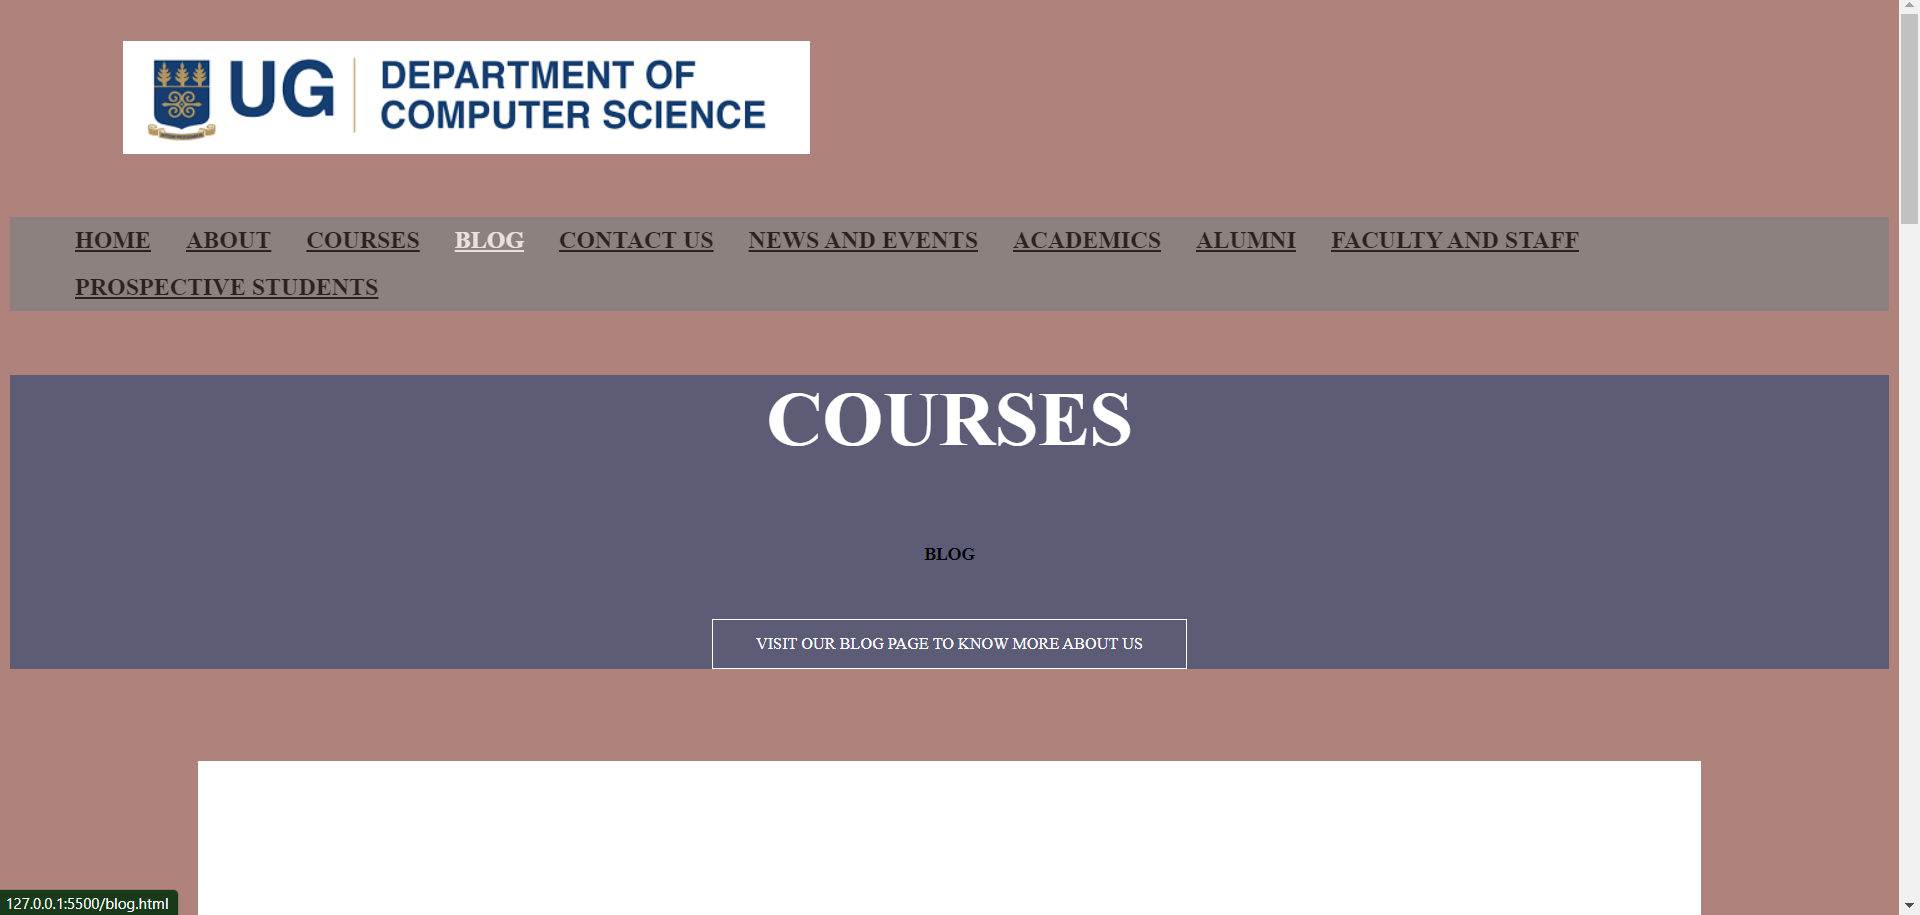 UG
DEPARTMENT OF
COMPUTER SCIENCE
HOME ABOUT COURSES BLOG CONTACT US NEWS AND EVENTS ACADEMICS ALUMNI FACULTY AND STAFF
PROSPECTIVE STUDENTS
COURSES
BLOG
VISIT OUR BLOG PAGE TO KNOW MORE ABOUT US
127.0.0.1:5500/blog.html